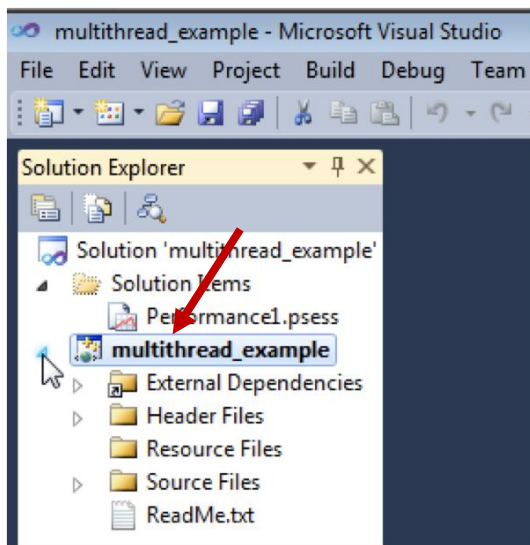 multithread_example - Microsoft Visual Studio
File Edit View Project Build Debug Team
Solution Explorer
Solution 'multithread_example'
Solution Items
Performance1.psess
multithread_example
External Dependencies
Header Files
Resource Files
Source Files
ReadMe.txt